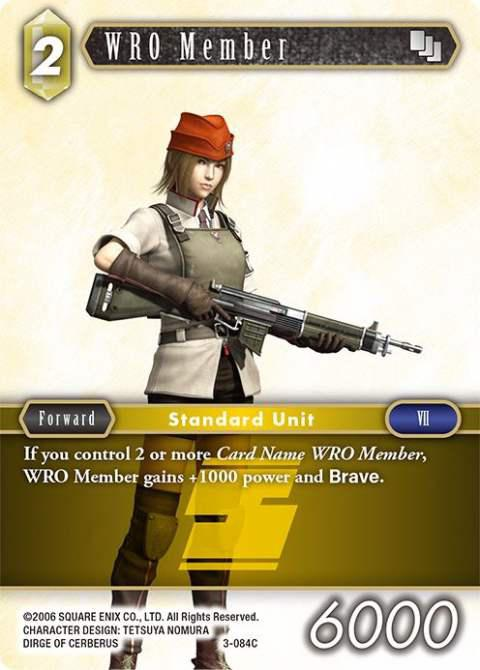 2
WRO Member
Forward
Standard Unit
VII
If you control 2 or more Card Name WRO Member,
WRO Member gains +1000 power and Brave.
©2006 SQUARE ENIX CO., LTD. All Rights Reserved.
CHARACTER DESIGN: TETSUYA NOMURA
DIRGE OF CERBERUS
3-084C
6000